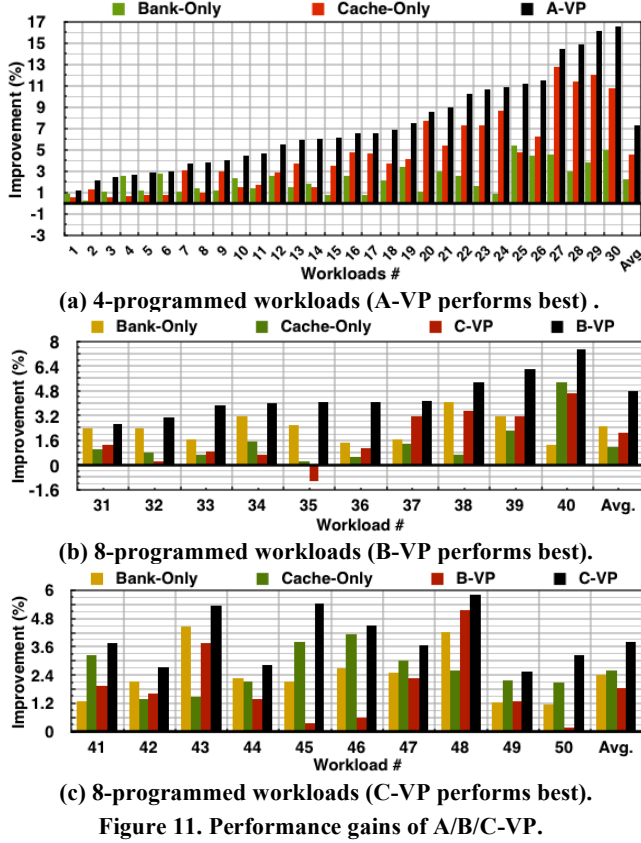 Bank-Only Cache-Only A-VP
Improvement (%)
17
15
13
11
9
7
5
3
1
-1
-3
1 2 3 4 5 6 7 8 9 10 11 12 13 14 15 16 17 18 19 20 21 22 23 24 25 26 27 28 29 30 Avg.
Workloads #
(a) 4-programmed workloads (A-VP performs best) .
Bank-Only Cache-Only C-VP B-VP
Improvement (%)
8
6.4
4.8
3.2
1.6
0
-1.6
31 32 33 34 35 36 37 38 39 40 Avg.
Workload #
(b) 8-programmed workloads (B-VP performs best).
Bank-Only Cache-Only B-VP C-VP
Improvement (%)
6
4.8
3.6
2.4
1.2
0
41 42 43 44 45 46 47 48 49 50 Avg.
Workload #
(c) 8-programmed workloads (C-VP performs best).
Figure 11. Performance gains of A/B/C-VP.